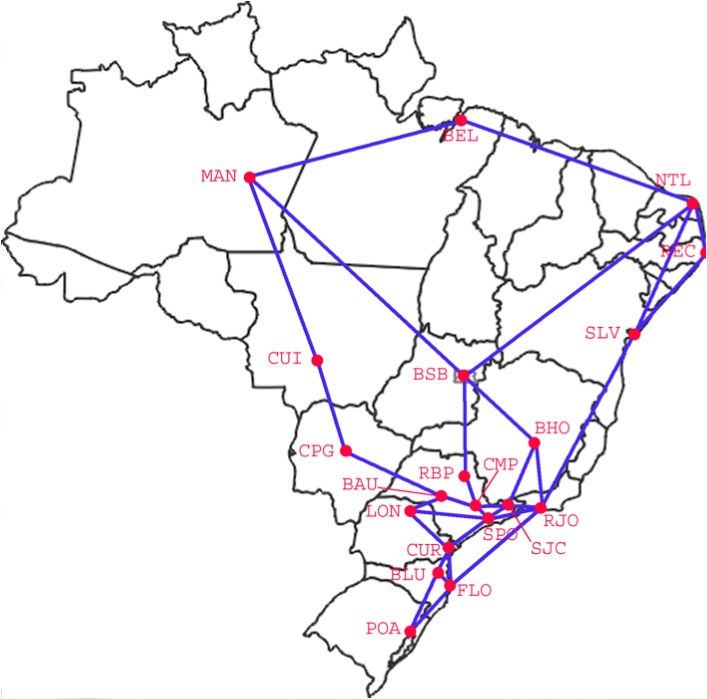 BEL
MAN
NTL
REC
SLV
CUI
BSB
BHO
CPG
RBP
CMP
BAU
LON
SPO
RJO
SJC
CUR
BLU
FLO
POA